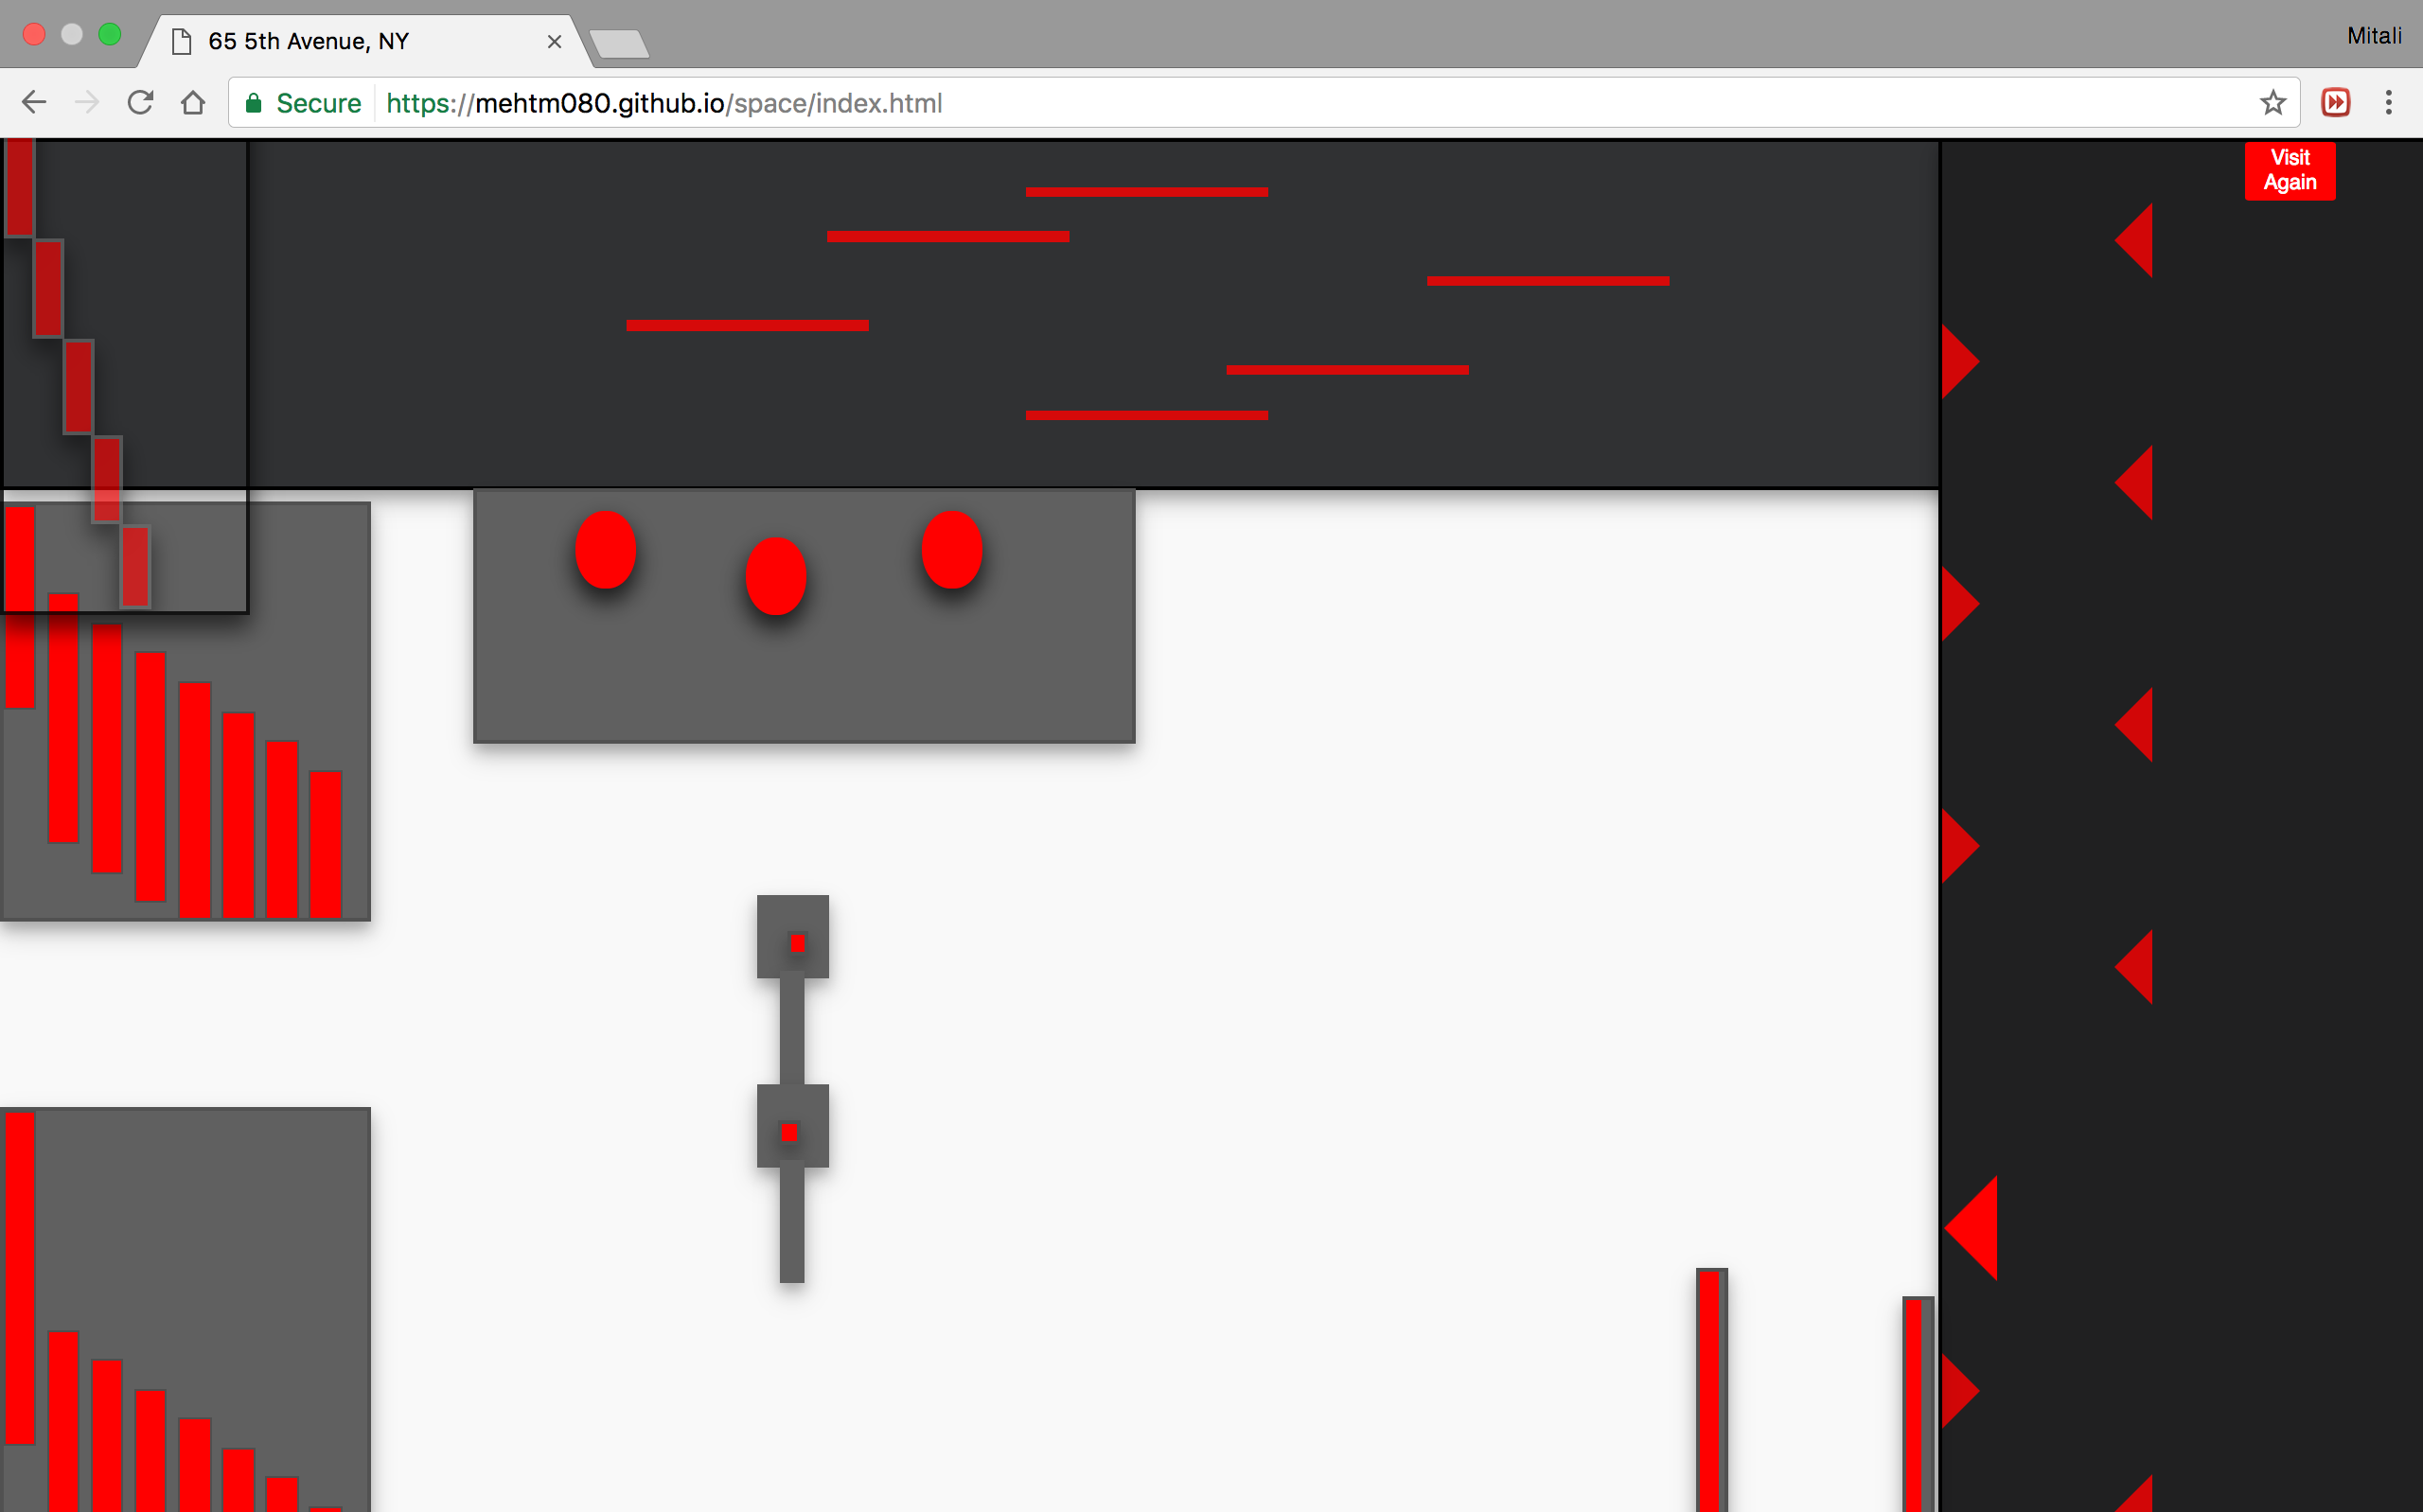 65 5th Avenue, NY
Mitali
Secure https://mehtm080.github.io/space/index.html
Visit
Again